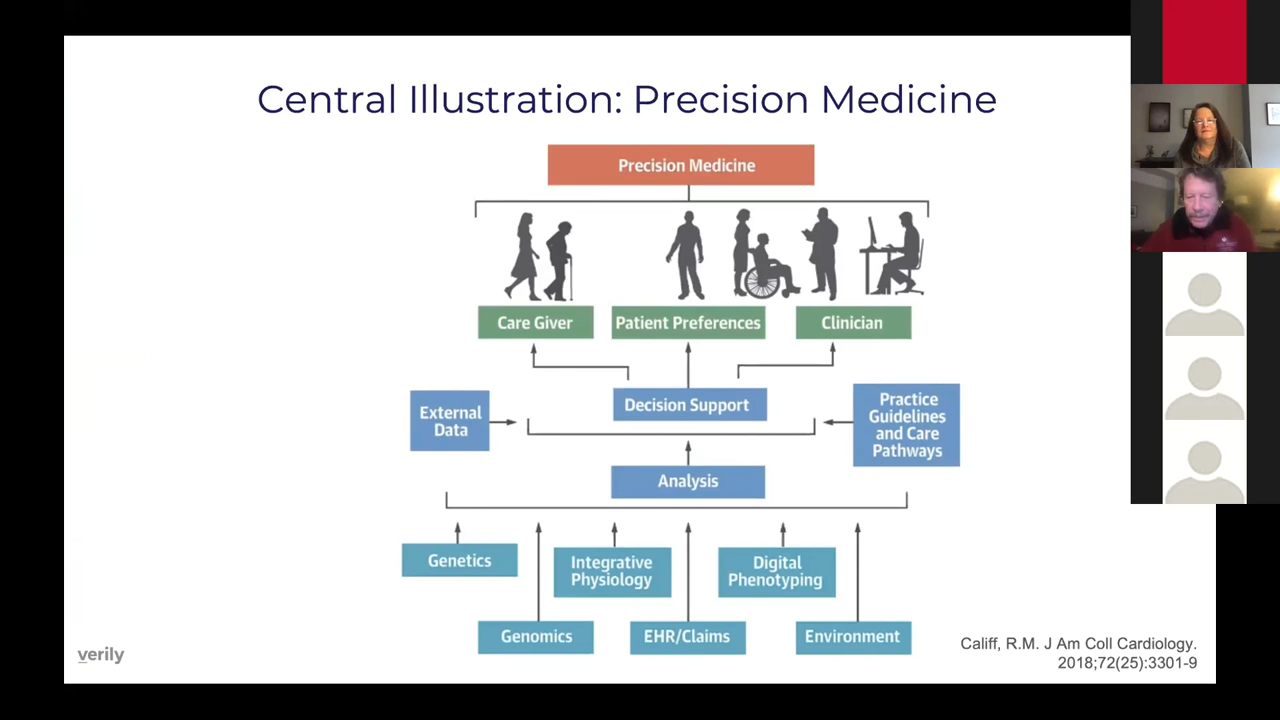 Central Illustration: Precision Medicine
Precision Medicine
Care Giver
Patient Preferences
Clinician
External
Data
Decision Support
Practice
Guidelines
and Care
Pathways
Analysis
Genetics
Integrative
Physiology
Digital
Phenotyping
Genomics
EHR/Claims
Environment
verily
Califf, R.M. J Am Coll Cardiology.
2018;72(25):3301-9